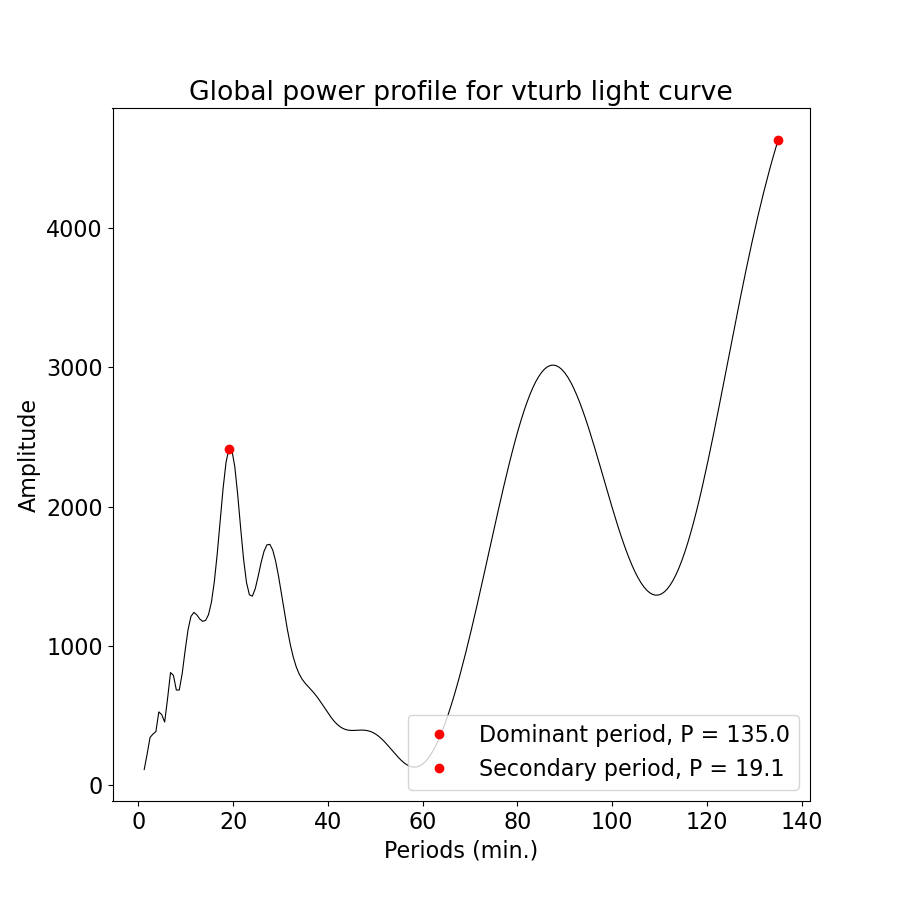 Global power profile for vturb light curve
Amplitude
4000
3000
2000
1000
0
Dominant period, P = 135.0
Secondary period, P = 19.1
0 20 40 60 80 100 120 140
Periods (min.)